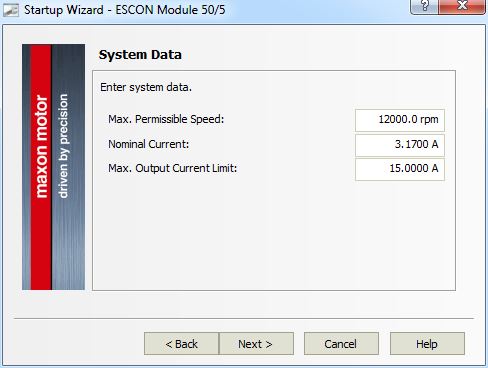 Startup Wizard - ESCON Module 50/5
System Data
Enter system data.
Max. Permissible Speed: 12000.0 rpm
Nominal Current: 3.1700 A
Max. Output Current Limit: 15.0000 A
maxon motor
driven by precision
< Back Next > Cancel Help